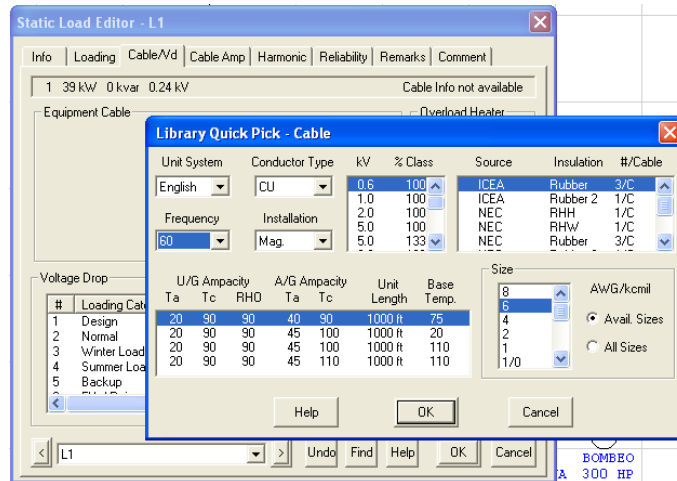 Static Load Editor - L1
Info Loading Cable/Vd Cable Amp Harmonic Reliability Remarks Comment
1 39 kW 0 kvar 0.24 kV Cable Info not available
Equipment Cable Overload Heater
Library Quick Pick - Cable
Unit System Conductor Type kV % Class Source Insulation #/Cable
English CU 0.6 100 ICEA Rubber 3/C
1.0 100 ICEA Rubber 2 1/C
Frequency Installation 2.0 100 NEC RHH 1/C
5.0 100 NEC RHW 1/C
60 Mag. 5.0 133 NEC Rubber 3/C
Voltage Drop
U/G Ampacity A/G Ampacity Unit Base Size
Ta Tc RHO Ta Tc Length Temp. 8 AWG/kcmil
# Loading Cat 6
1 Design 20 90 90 40 90 1000 ft 75 4 Avail. Sizes
2 Normal 20 90 90 45 100 1000 ft 20 2
3 Winter Load 20 90 90 45 100 1000 ft 110 1 All Sizes
4 Summer Loa 20 90 90 45 110 1000 ft 110 1/0
5 Backup
Help OK Cancel
L1 Undo Find Help OK Cancel
BOMBEO
A 300 HP